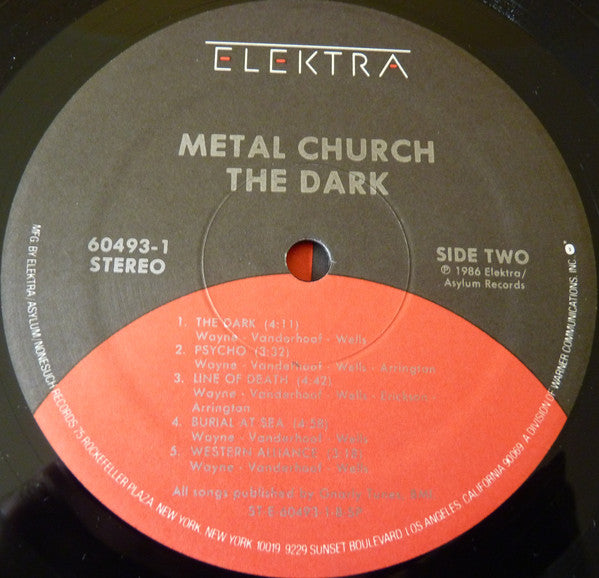 ELEKTRA
METAL CHURCH
THE DARK
60493-1
STEREO
SIDE TWO
℗ 1986 Elektra/
Asylum Records
1. THE DARK (4:11)
Wayne - Vanderhoof - Wells
2. PSYCHO (3:32)
Wayne - Vanderhoof - Wells - Arrington
3. LINE OF DEATH (4:42)
Wayne - Vanderhoof - Wells - Erickson -
Arrington
4. BURIAL AT SEA (4:58)
Wayne - Vanderhoof - Wells
5. WESTERN ALLIANCE (3:18)
Wayne - Vanderhoof - Wells
All songs published by Tunes, BMI
MFG. BY ELEKTRA/ASYLUM/NONESUCH RECORDS 75 ROCKEFELLER PLAZA, NEW YORK, NEW YORK 10019 9229 SUNSET BOULEVARD, LOS ANGELES, CALIFORNIA 90069. A DIVISION OF WARNER COMMUNICATIONS, INC.